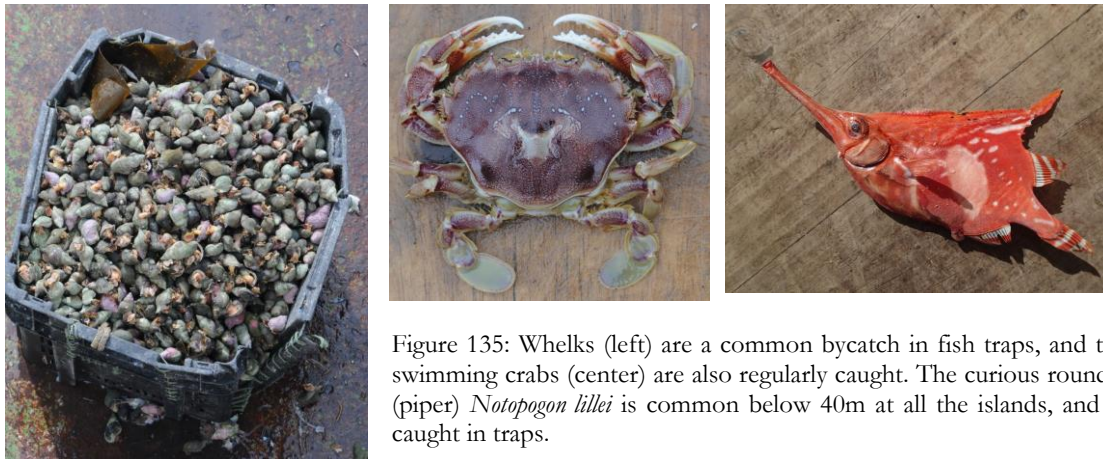 Figure 135: Whelks (left) are a common bycatch in fish traps, and
swimming crabs (center) are also regularly caught. The curious
(piper) Notopogon lillei is common below 40m at all the islands, and
caught in traps.